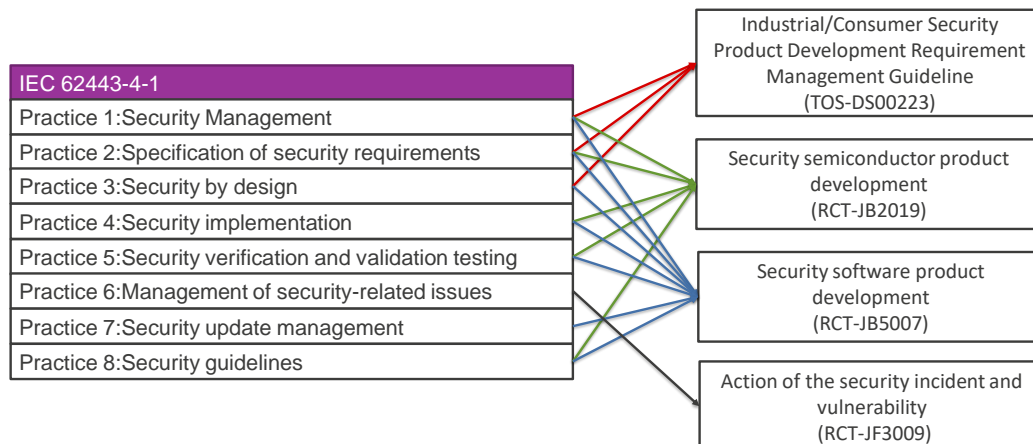 IEC 62443-4-1
Practice 1:Security Management
Practice 2:Specification of security requirements
Practice 3:Security by design
Practice 4:Security implementation
Practice 5:Security verification and validation testing
Practice 6:Management of security-related issues
Practice 7:Security update management
Practice 8:Security guidelines
Industrial/Consumer Security
Product Development Requirement
Management Guideline
(TOS-DS00223)
Security semiconductor product
development
(RCT-JB2019)
Security software product
development
(RCT-JB5007)
Action of the security incident and
vulnerability
(RCT-JF3009)